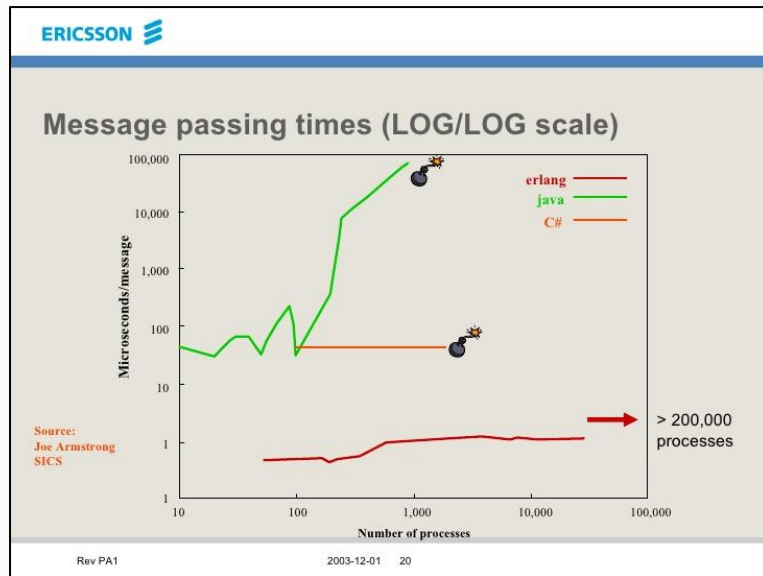 ERICSSON
Message passing times (LOG/LOG scale)
100,000
10,000
1,000
100
10
1
1
Microseconds/message
erlang
java
C#
> 200,000
processes
Source:
Joe Armstrong
SICS
10
100
1,000
10,000
100,000
Number of processes
Rev PA1
2003-12-01 20